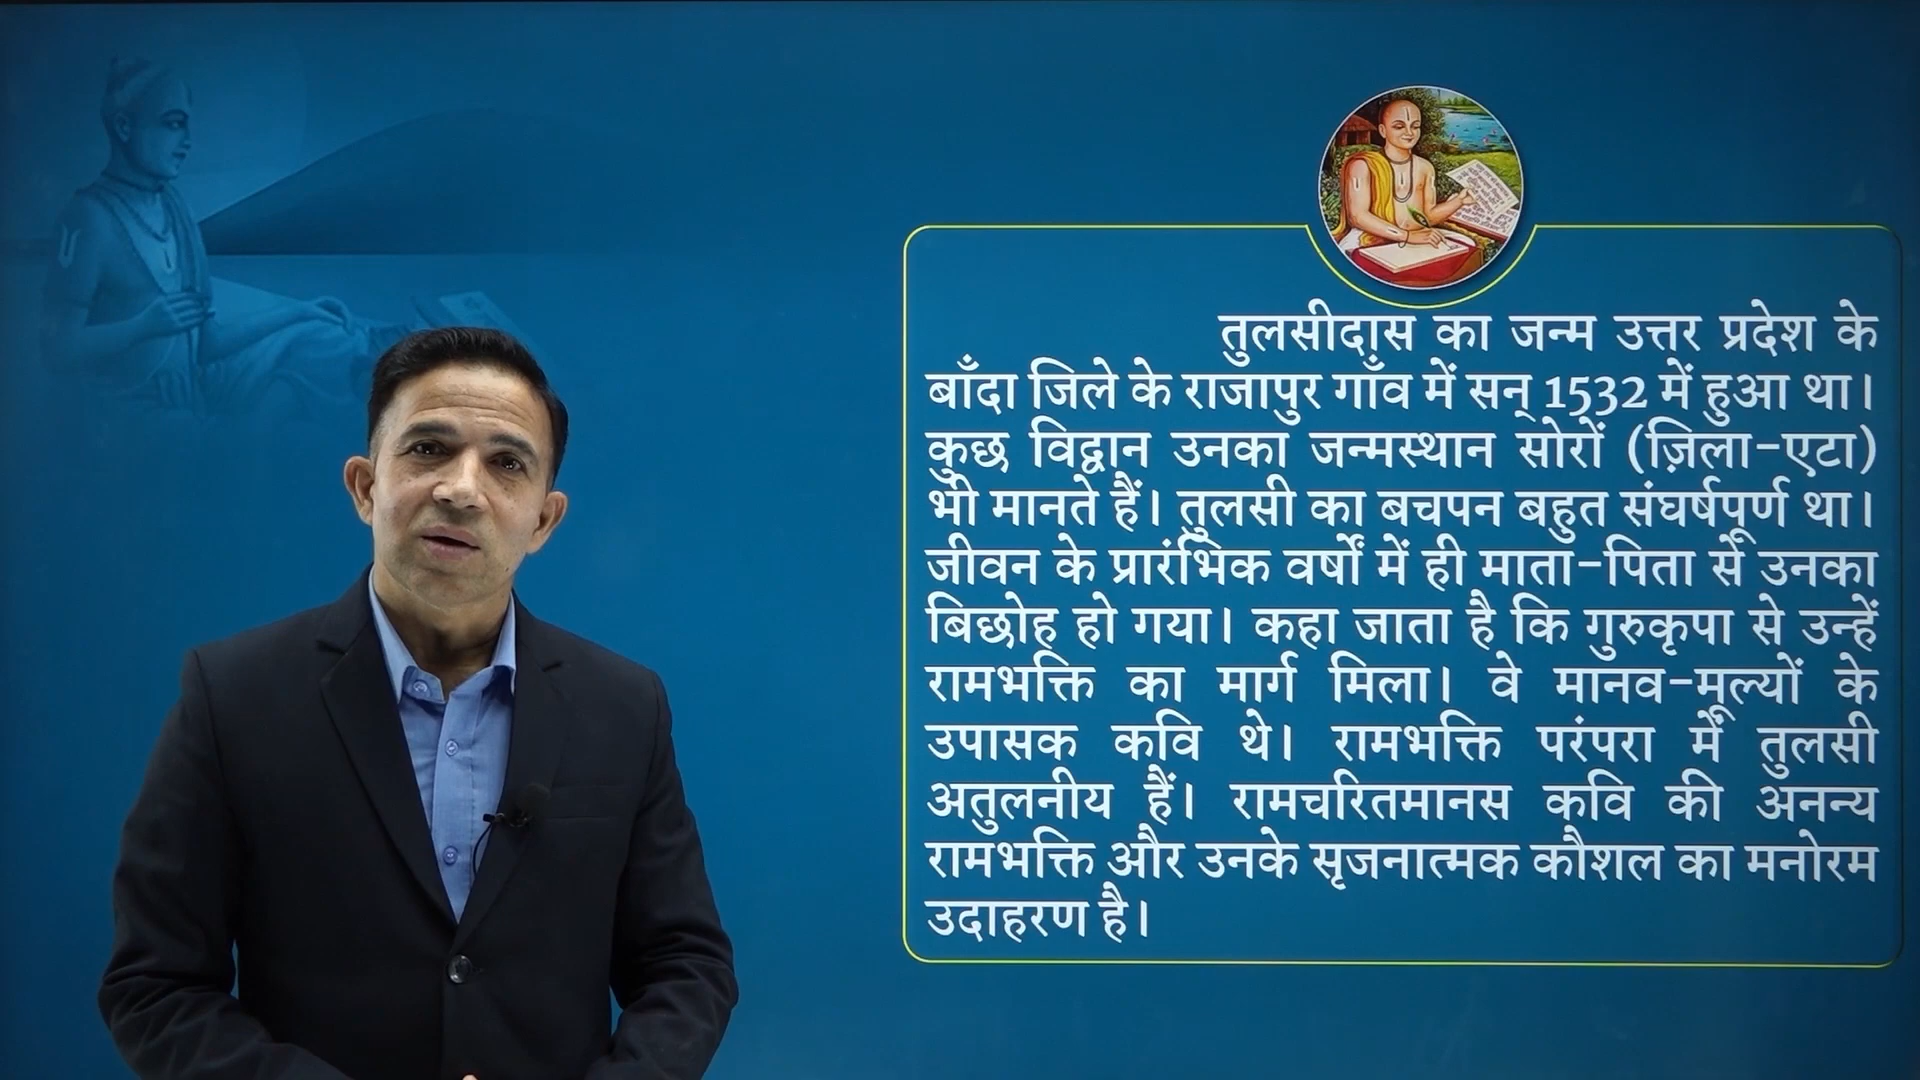 तुलसीदास का जन्म उत्तर प्रदेश के
बाँदा जिले के राजापुर गाँव में सन् 1532 में हुआ था।
कुछ विद्वान उनका जन्मस्थान सोरों (ज़िला-एटा)
भी मानते हैं। तुलसी का बचपन बहुत संघर्षपूर्ण था।
जीवन के प्रारंभिक वर्षों में ही माता-पिता से उनका
बिछोह हो गया। कहा जाता है कि गुरुकृपा से उन्हें
रामभक्ति का मार्ग मिला। वे मानव-मूल्यों के
उपासक कवि थे। रामभक्ति परंपरा में तुलसी
अतुलनीय हैं। रामचरितमानस कवि की अनन्य
रामभक्ति और उनके सृजनात्मक कौशल का मनोरम
उदाहरण है।